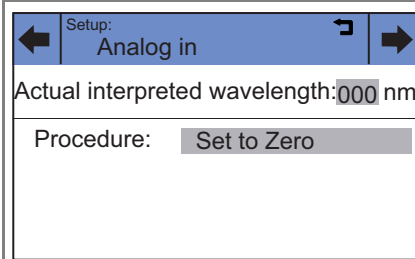 Setup:
Analog in
Actual interpreted wavelength: 000 nm
Procedure: Set to Zero